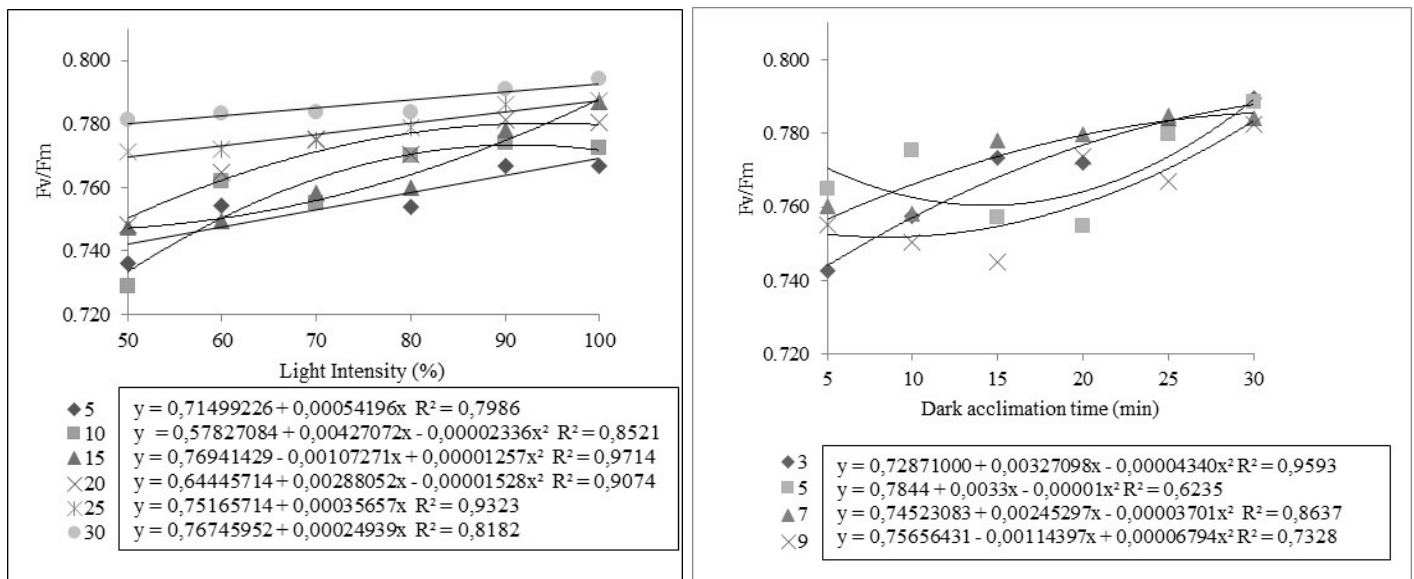 0.800
0.780
0.760
0.740
0.720
Fv/Fm
50 60 70 80 90 100
Light Intensity (%)
5 y = 0,71499226 + 0,00054196x R² = 0,7986
10 y = 0,57827084 + 0,00427072x - 0,00002336x² R² = 0,8521
15 y = 0,76941429 - 0,00107271x + 0,00001257x² R² = 0,9714
20 y = 0,64445714 + 0,00288052x - 0,00001528x² R² = 0,9074
25 y = 0,75165714 + 0,00035657x R² = 0,9323
30 y = 0,76745952 + 0,00024939x R² = 0,8182
0.800
0.780
0.760
0.740
0.720
Fv/Fm
5 10 15 20 25 30
Dark acclimation time (min)
3 y = 0,72871000 + 0,00327098x - 0,00004340x² R² = 0,9593
5 y = 0,7844 + 0,0033x - 0,00001x² R² = 0,6235
7 y = 0,74523083 + 0,00245297x - 0,00003701x² R² = 0,8637
9 y = 0,75656431 - 0,00114397x + 0,00006794x² R² = 0,7328